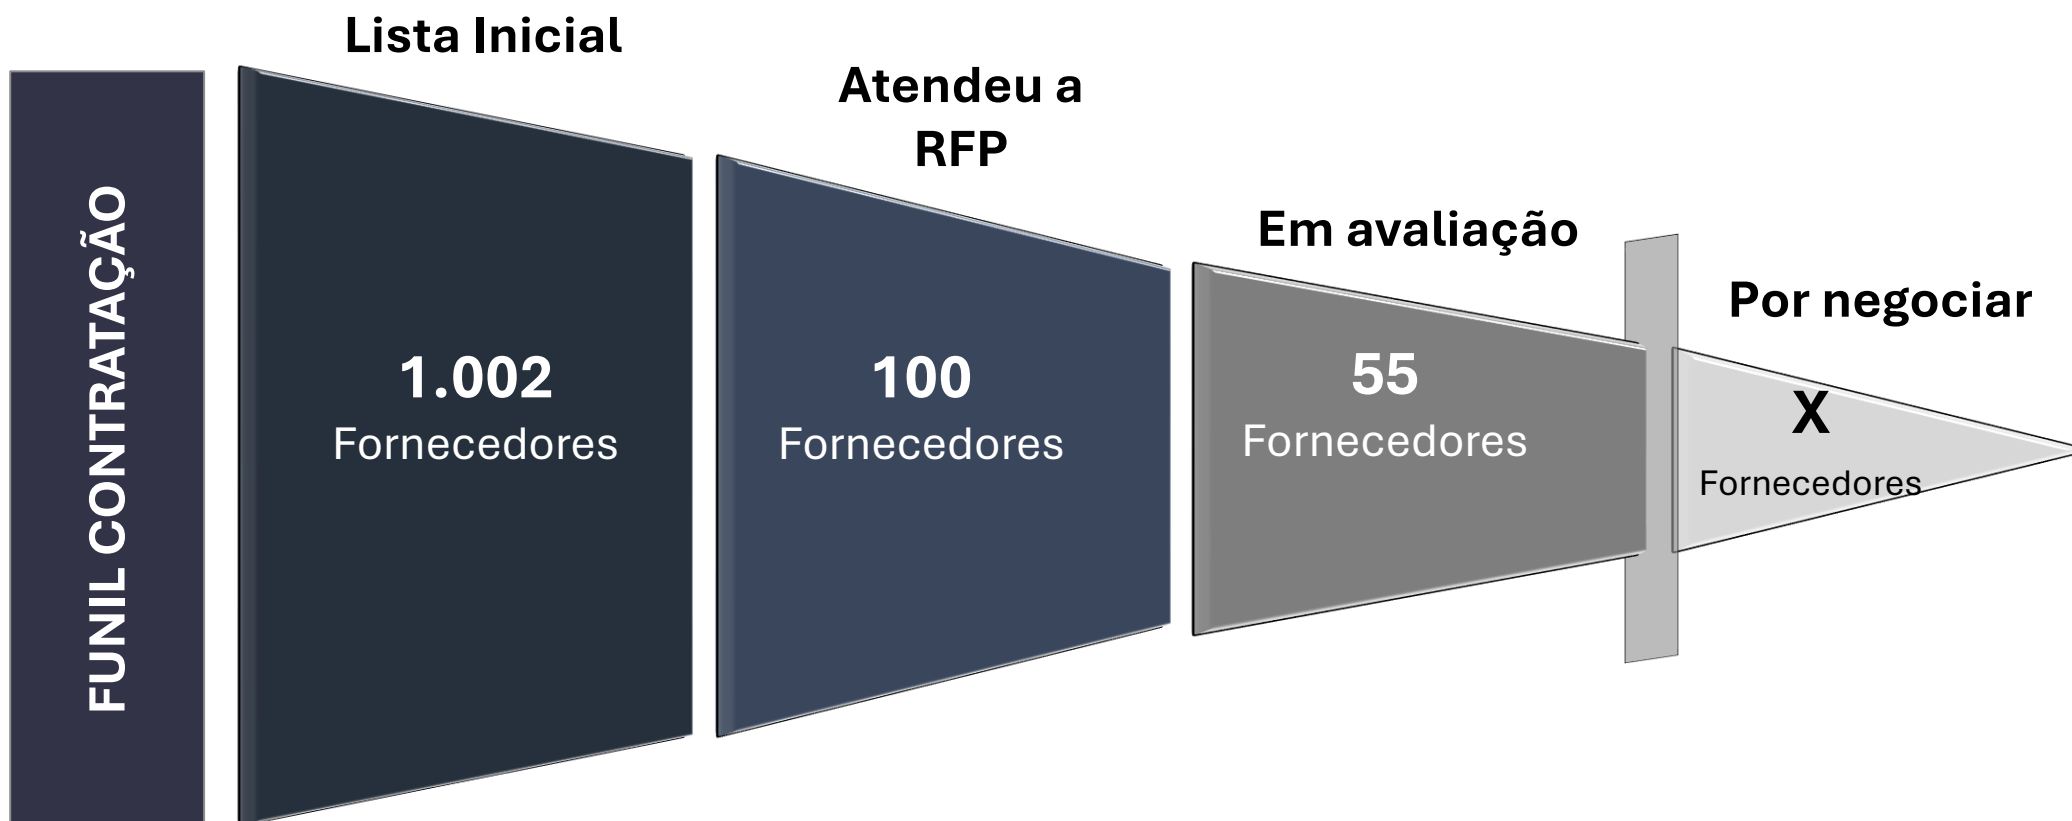 FUNIL CONTRATAÇÃO
Lista Inicial
1.002
Fornecedores
Atendeu a
RFP
100
Fornecedores
Em avaliação
55
Fornecedores
Por negociar
X
Fornecedores